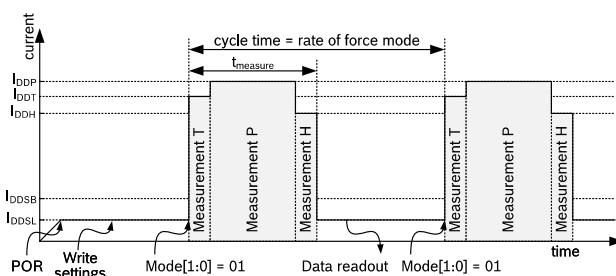 current
cycle time = rate of force mode
tmeasure
IDDP
IDDT
IDDH
IDDSB
IDDSL
Measurement T
Measurement P
Measurement H
Measurement T
Measurement P
Measurement H
time
POR
Write
settings
Mode[1:0] = 01
Data readout
Mode[1:0] = 01